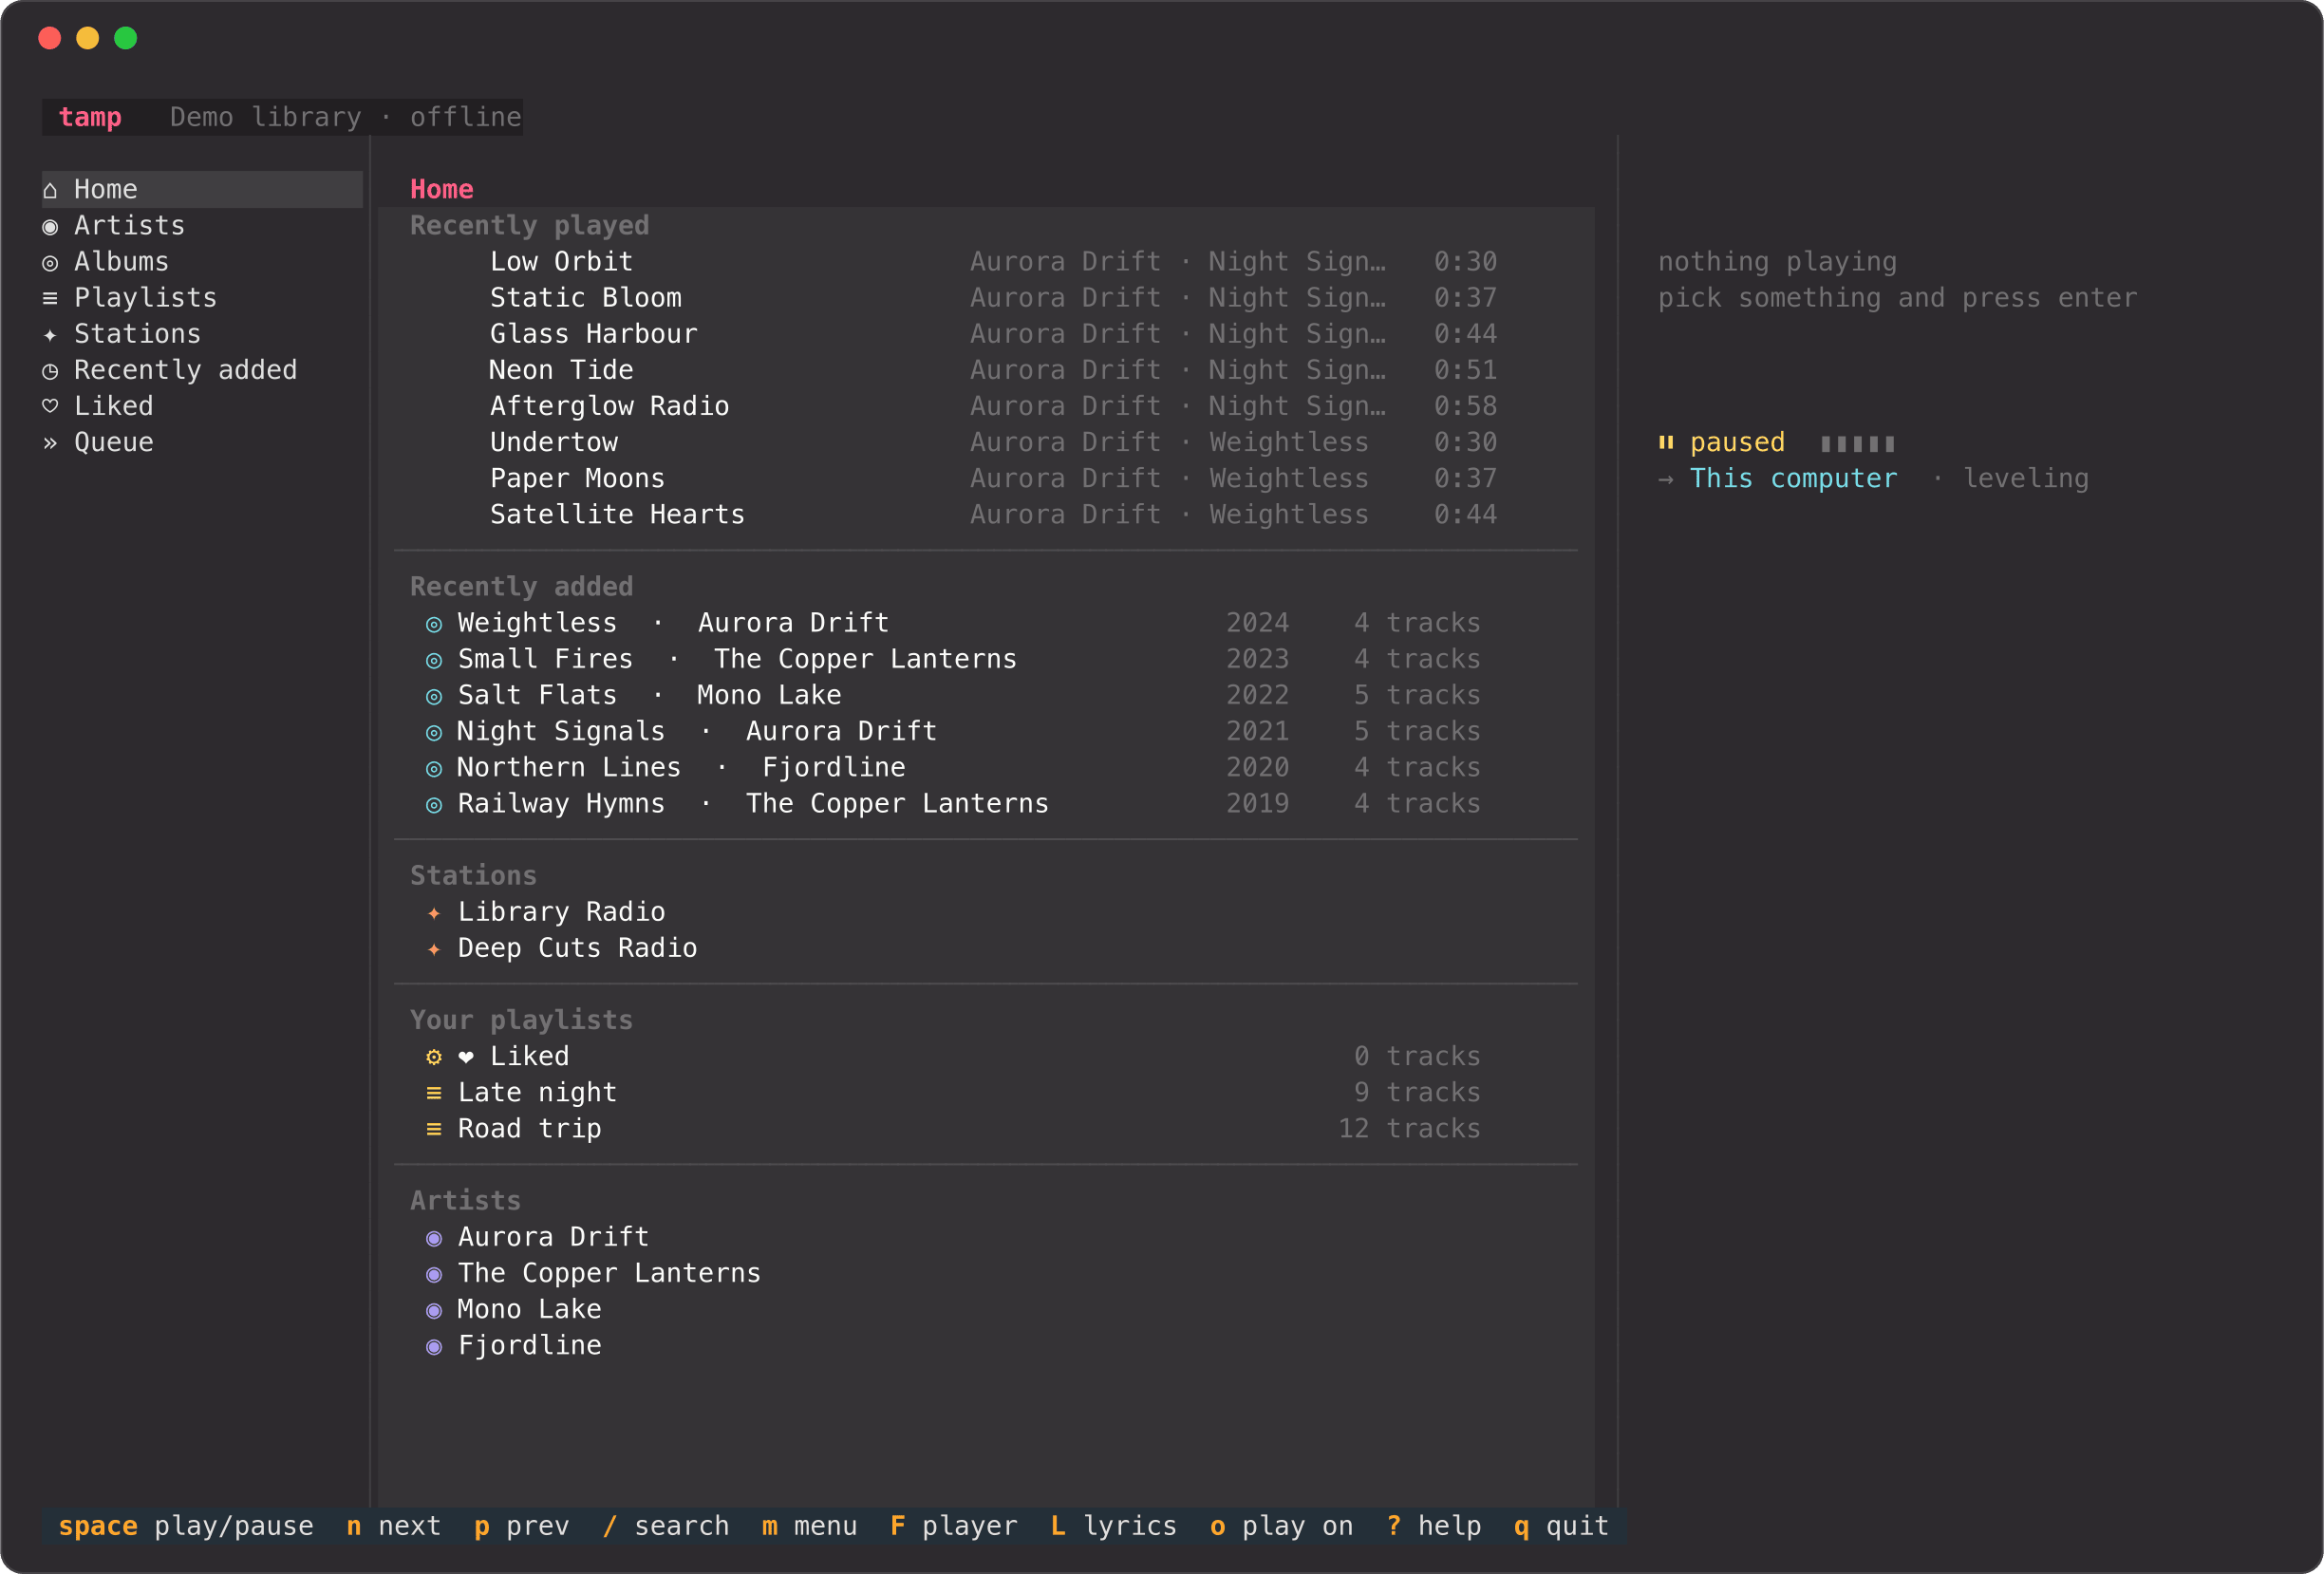 tamp Demo library · offline
⌂ Home
◉ Artists
◎ Albums
≡ Playlists
✦ Stations
◷ Recently added
♡ Liked
» Queue
Home
Recently played
Low Orbit Aurora Drift · Night Sign… 0:30
Static Bloom Aurora Drift · Night Sign… 0:37
Glass Harbour Aurora Drift · Night Sign… 0:44
Neon Tide Aurora Drift · Night Sign… 0:51
Afterglow Radio Aurora Drift · Night Sign… 0:58
Undertow Aurora Drift · Weightless 0:30
Paper Moons Aurora Drift · Weightless 0:37
Satellite Hearts Aurora Drift · Weightless 0:44
Recently added
◎ Weightless · Aurora Drift 2024 4 tracks
◎ Small Fires · The Copper Lanterns 2023 4 tracks
◎ Salt Flats · Mono Lake 2022 5 tracks
◎ Night Signals · Aurora Drift 2021 5 tracks
◎ Northern Lines · Fjordline 2020 4 tracks
◎ Railway Hymns · The Copper Lanterns 2019 4 tracks
Stations
✦ Library Radio
✦ Deep Cuts Radio
Your playlists
⚙ ❤ Liked 0 tracks
≡ Late night 9 tracks
≡ Road trip 12 tracks
Artists
◉ Aurora Drift
◉ The Copper Lanterns
◉ Mono Lake
◉ Fjordline
nothing playing
pick something and press enter
⏸ paused ▮▮▮▮▮
→ This computer · leveling
space play/pause n next p prev / search m menu F player L lyrics o play on ? help q quit